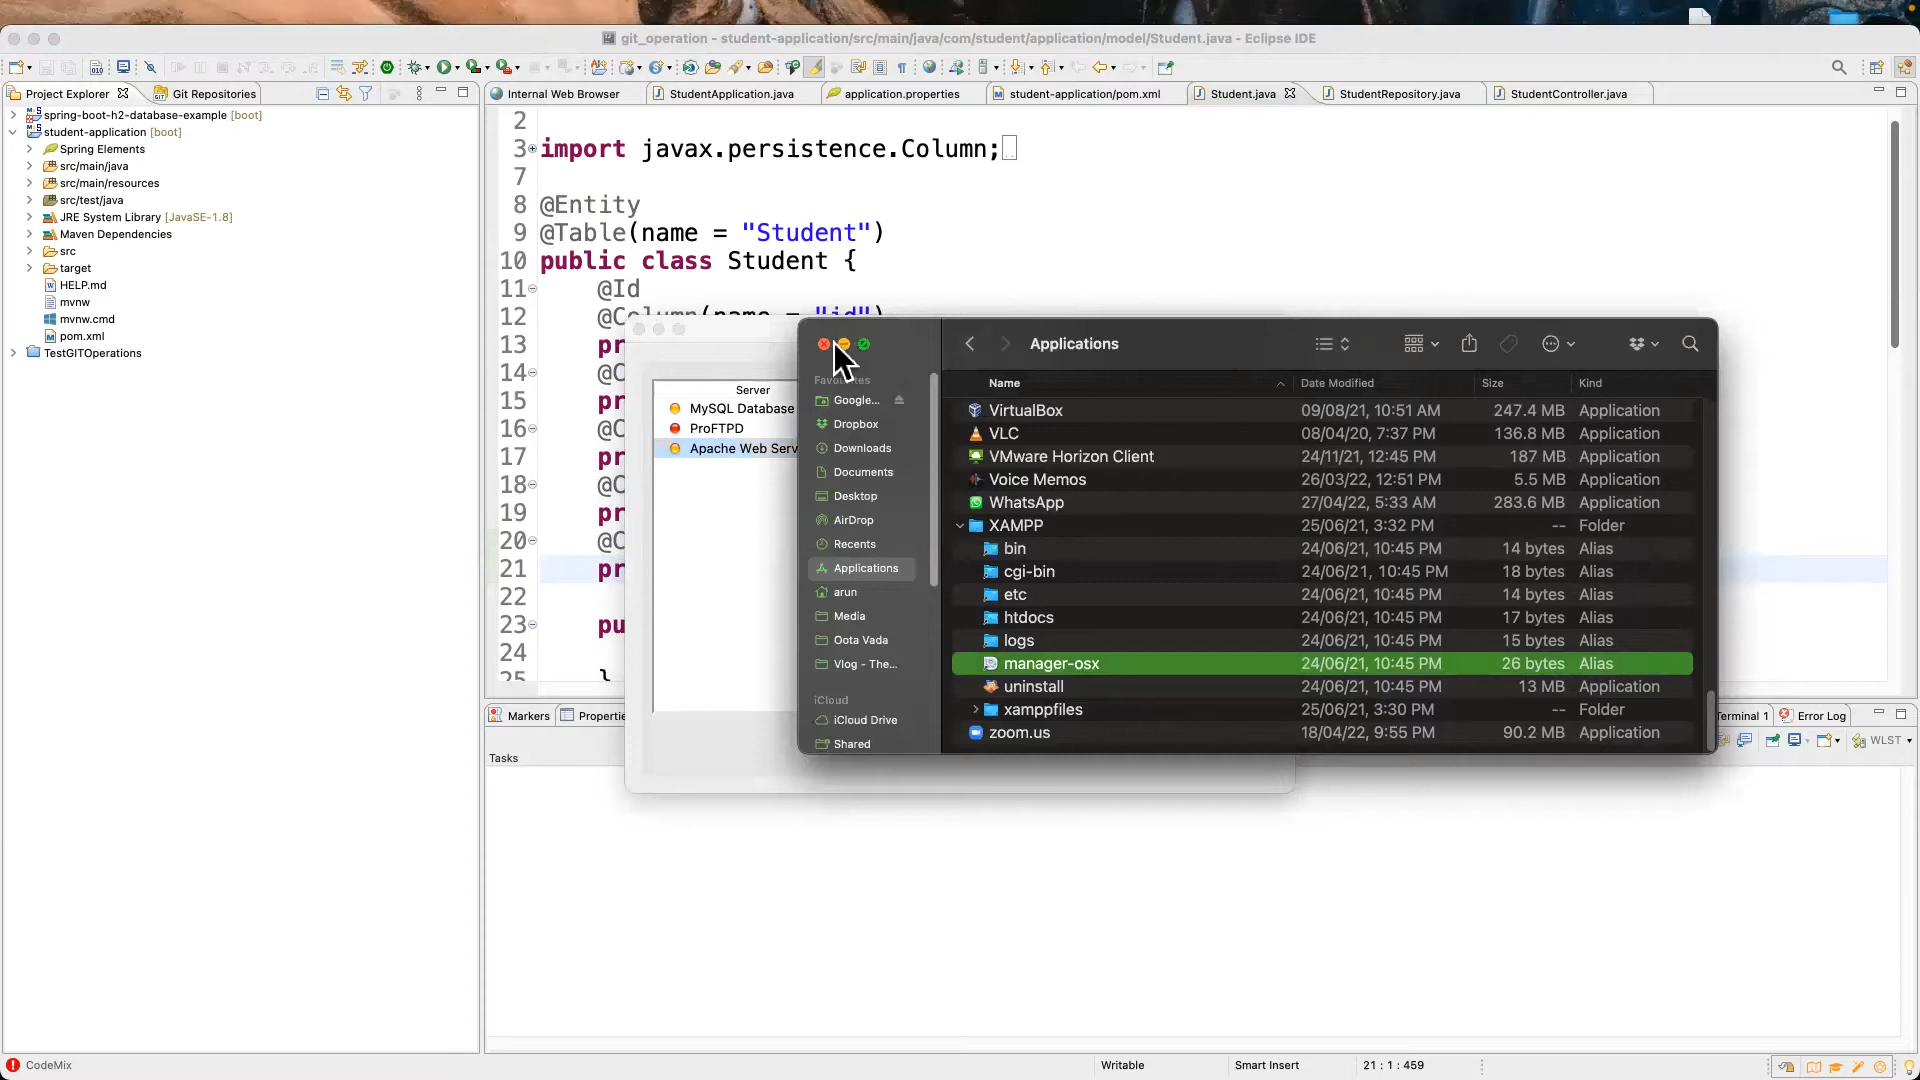 git_operation - student-application/src/main/java/com/student/application/model/Student.java - Eclipse IDE
Project Explorer
Git Repositories
Internal Web Browser
StudentApplication.java
application.properties
student-application/pom.xml
Student.java
StudentRepository.java
StudentController.java
spring-boot-h2-database-example [boot]
student-application [boot]
Spring Elements
src/main/java
src/main/resources
src/test/java
JRE System Library [JavaSE-1.8]
Maven Dependencies
src
target
HELP.md
mvnw
mvnw.cmd
pom.xml
TestGITOperations
2
3 import javax.persistence.Column;
7
8 @Entity
9 @Table(name = "Student")
10 public class Student {
11 @Id
12 @Column(name = "id")
13 pr
14 @C
15 pr
16 @C
17 pr
18 @C
19 pr
20 @C
21 pr
22
23 pu
24
25 }
Server
MySQL Database
ProFTPD
Apache Web Serv
Applications
Favourites
Google...
Dropbox
Downloads
Documents
Desktop
AirDrop
Recents
Applications
arun
Media
Oota Vada
Vlog - The...
iCloud
iCloud Drive
Shared
Name Date Modified Size Kind
VirtualBox 09/08/21, 10:51 AM 247.4 MB Application
VLC 08/04/20, 7:37 PM 136.8 MB Application
VMware Horizon Client 24/11/21, 12:45 PM 187 MB Application
Voice Memos 26/03/22, 12:51 PM 5.5 MB Application
WhatsApp 27/04/22, 5:33 AM 283.6 MB Application
XAMPP 25/06/21, 3:32 PM -- Folder
bin 24/06/21, 10:45 PM 14 bytes Alias
cgi-bin 24/06/21, 10:45 PM 18 bytes Alias
etc 24/06/21, 10:45 PM 14 bytes Alias
htdocs 24/06/21, 10:45 PM 17 bytes Alias
logs 24/06/21, 10:45 PM 15 bytes Alias
manager-osx 24/06/21, 10:45 PM 26 bytes Alias
uninstall 24/06/21, 10:45 PM 13 MB Application
xamppfiles 25/06/21, 3:30 PM -- Folder
zoom.us 18/04/22, 9:55 PM 90.2 MB Application
Markers
Propertie
Terminal 1
Error Log
WLST
Tasks
CodeMix
Writable
Smart Insert
21 : 1 : 459